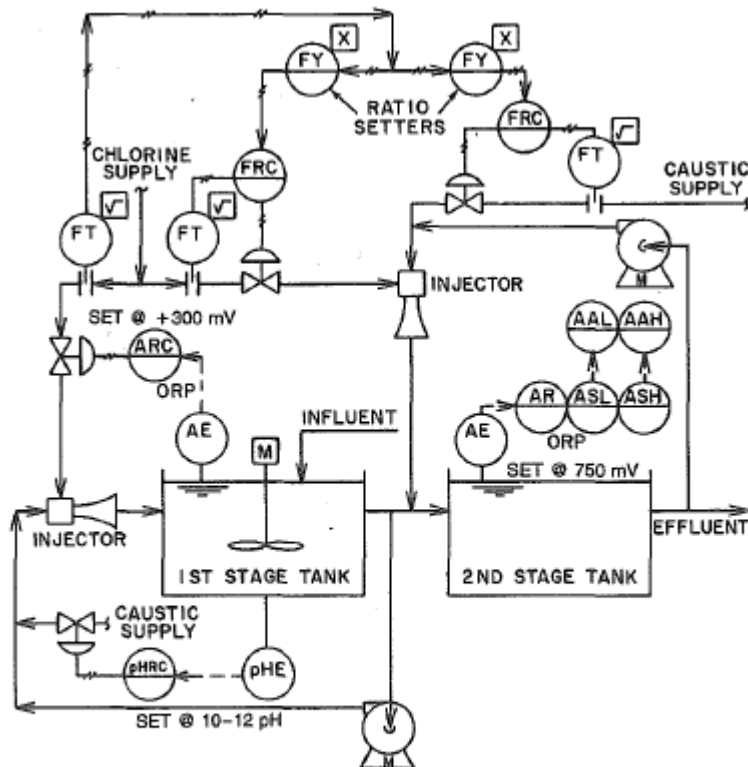 X
X
FY
FY
RATIO
SETTERS
FRC
√
CHLORINE
SUPPLY
FRC
FT
CAUSTIC
SUPPLY
√
√
FT
FT
M
INJECTOR
SET @ +300 mV
AAL
AAH
ARC
ORP
AR
ASL
ASH
INFLUENT
AE
AE
ORP
M
SET @ 750 mV
INJECTOR
EFFLUENT
1ST STAGE TANK
2ND STAGE TANK
CAUSTIC
SUPPLY
pHRC
pHE
SET @ 10-12 pH
M